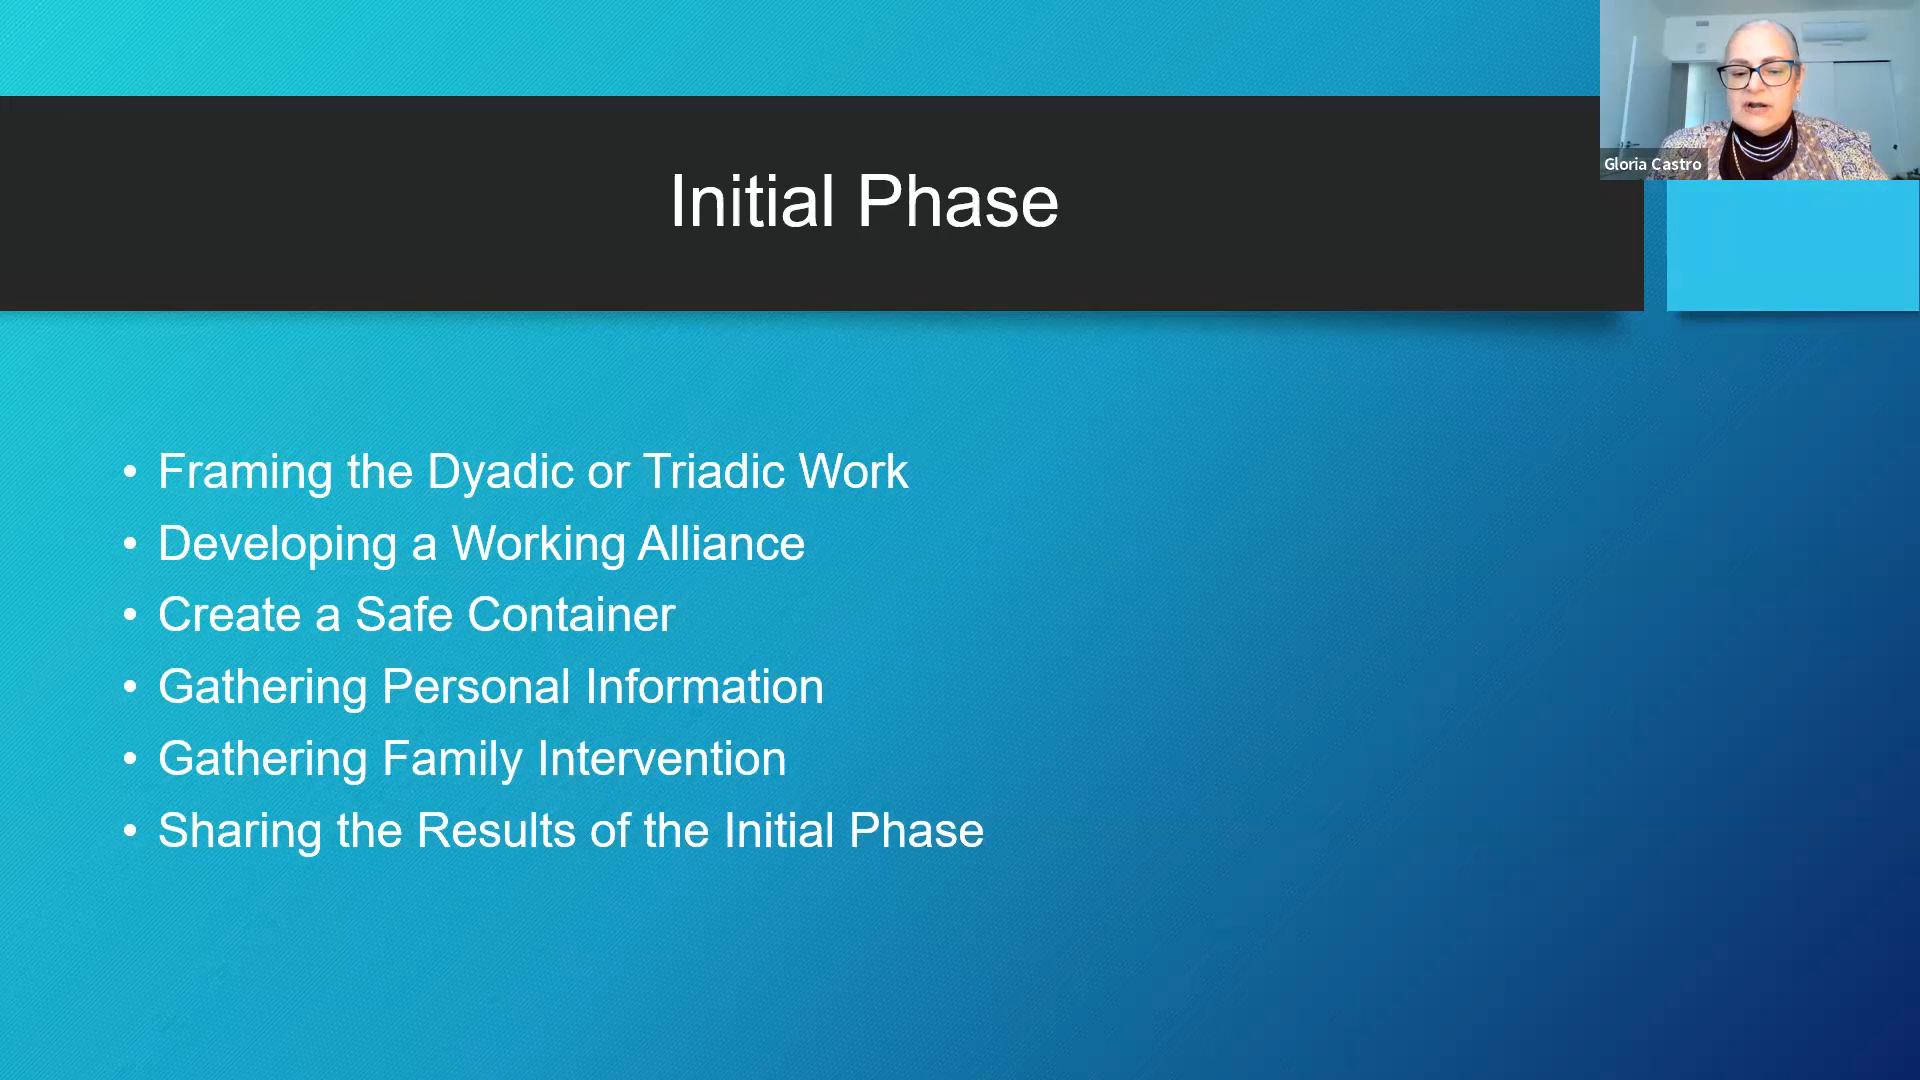 Initial Phase
Gloria Castro
• Framing the Dyadic or Triadic Work
• Developing a Working Alliance
• Create a Safe Container
• Gathering Personal Information
• Gathering Family Intervention
• Sharing the Results of the Initial Phase